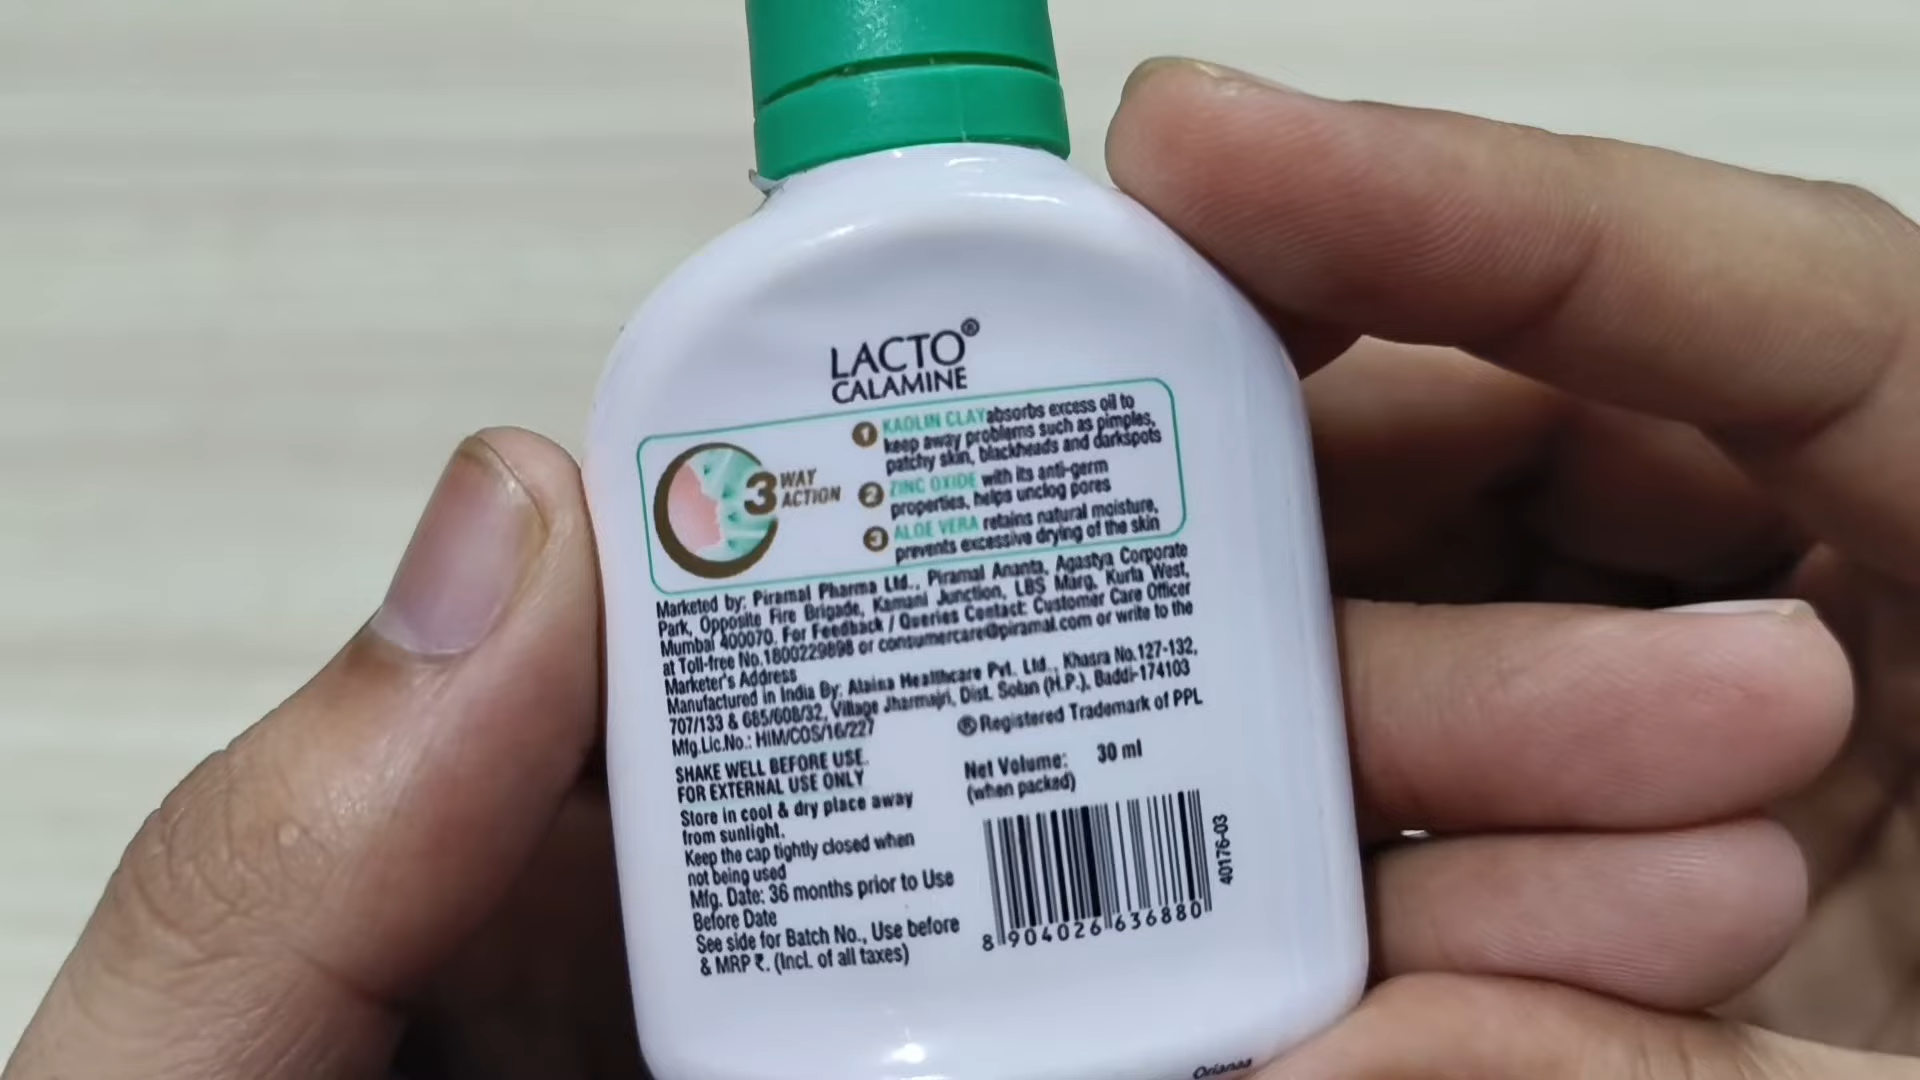 LACTO®
CALAMINE
3 WAY
ACTION
1 KAOLIN CLAY absorbs excess oil to
keep away problems such as pimples,
patchy skin, blackheads and darkspots
2 ZINC OXIDE with its anti-germ
properties, helps unclog pores
3 ALOE VERA retains natural moisture,
prevents excessive drying of the skin
Marketed by: Piramal Pharma Ltd., Piramal Ananta, Agastya Corporate
Park, Opposite Fire Brigade, Kamani Junction, LBS Marg, Kurla West,
Mumbai 400070. For Feedback / Queries Contact: Customer Care Officer
at Toll-free No.1800229898 or consumercare@piramal.com or write to the
Marketer's Address
Manufactured in India By: Alaina Healthcare Pvt. Ltd., Khasra No.127-132,
707/133 & 685/608/32, Village Jharmajri, Dist. Solan (H.P.), Baddi-174103
Mfg.Lic.No.: HIM/COS/16/227
® Registered Trademark of PPL
SHAKE WELL BEFORE USE.
FOR EXTERNAL USE ONLY
Store in cool & dry place away
from sunlight.
Keep the cap tightly closed when
not being used
Mfg. Date: 36 months prior to Use
Before Date
See side for Batch No., Use before
& MRP ₹. (Incl. of all taxes)
Net Volume: 30 ml
(when packed)
40176-03
8 904026 636880
Orianaa